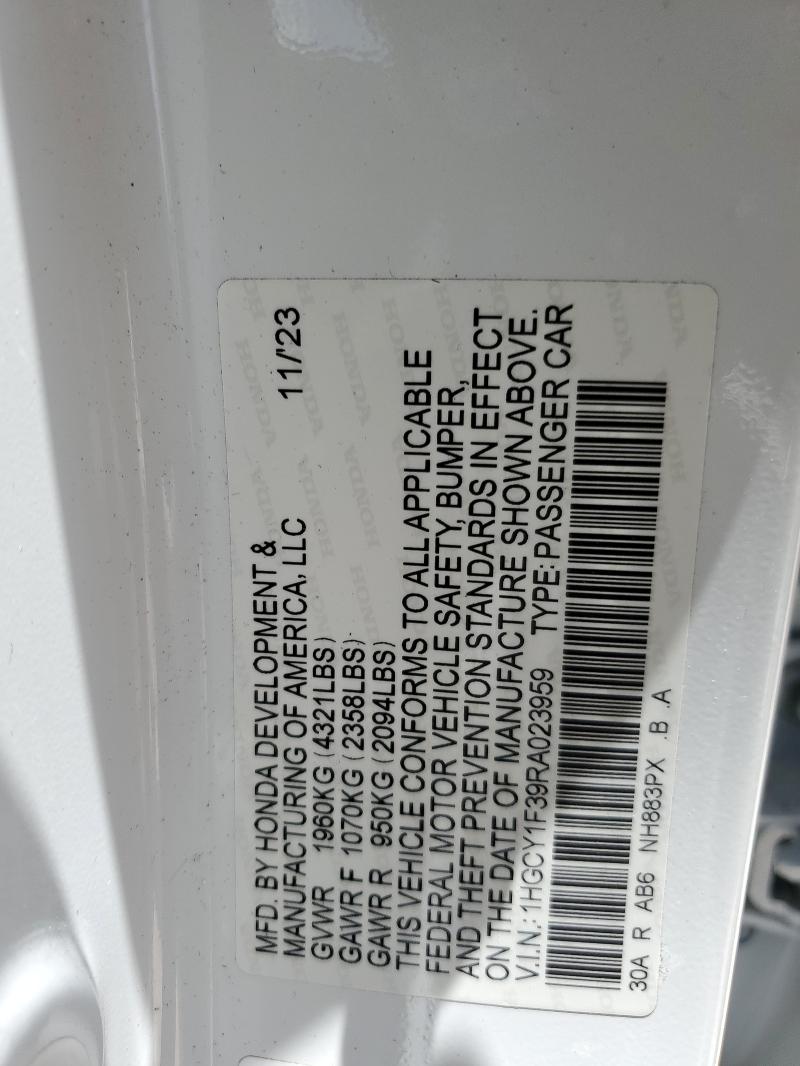 MFD. BY HONDA DEVELOPMENT &
MANUFACTURING OF AMERICA, LLC 11/'23
GVWR 1960KG (4321LBS)
GAWR F 1070KG (2358LBS)
GAWR R 950KG (2094LBS)
THIS VEHICLE CONFORMS TO ALL APPLICABLE
FEDERAL MOTOR VEHICLE SAFETY, BUMPER,
AND THEFT PREVENTION STANDARDS IN EFFECT
ON THE DATE OF MANUFACTURE SHOWN ABOVE.
V.I.N.: 1HGCY1F39RA023959 TYPE: PASSENGER CAR
30A R AB6 NH883PX .B .A